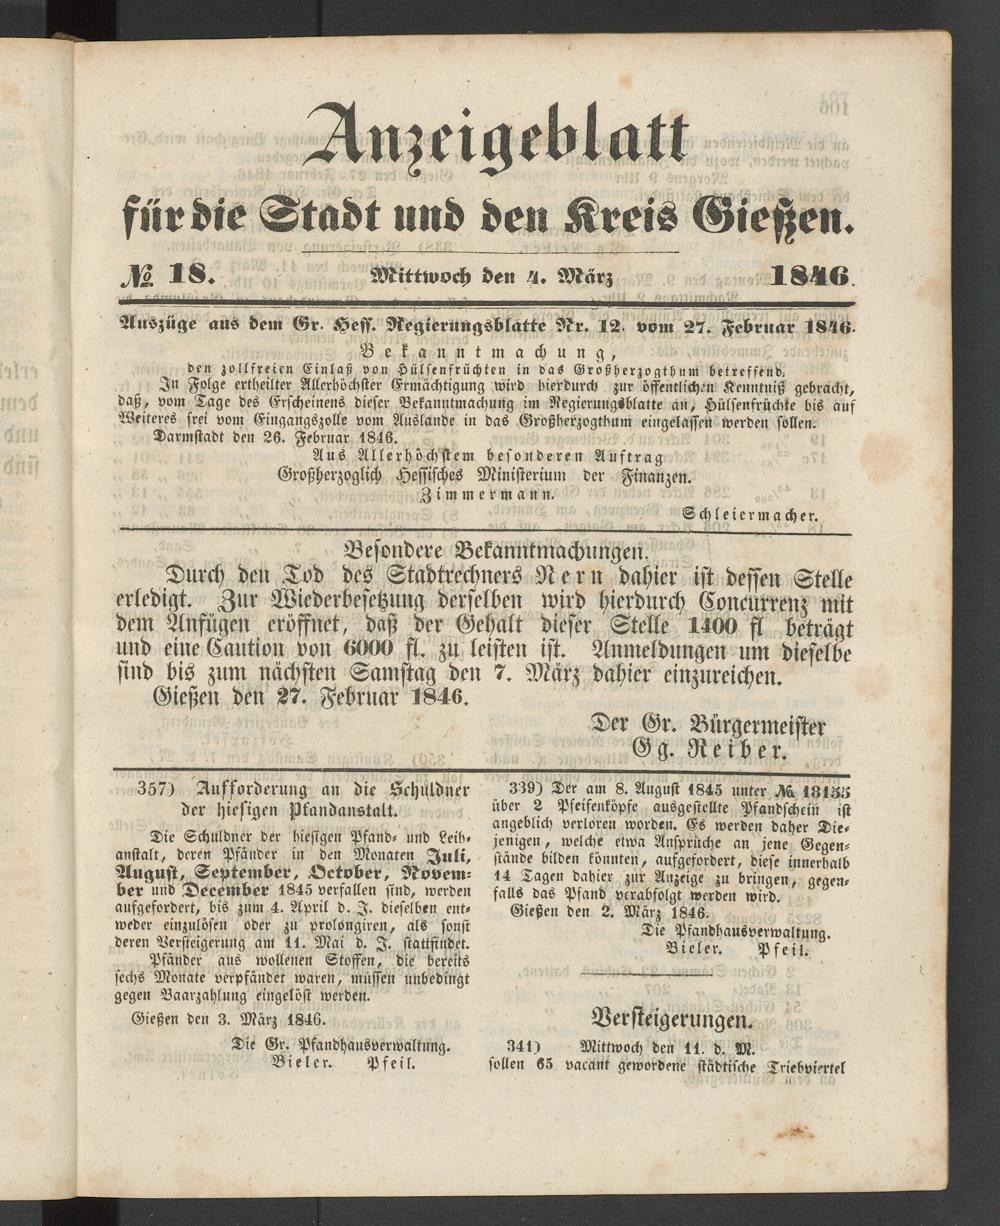 Anzeigeblatt
für die Stadt und den Kreis Gießen.
№ 18. Mittwoch den 4. März 1846.
Auszüge aus dem Gr. Hess. Regierungsblatte Nr. 12. vom 27. Februar 1846.
Bekanntmachung,
den zollfreien Einlaß von Hülsenfrüchten in das Großherzogthum betreffend.
In Folge ertheilter Allerhöchster Ermächtigung wird hierdurch zur öffentlichen Kenntniß gebracht,
daß, vom Tage des Erscheinens dieser Bekanntmachung im Regierungsblatte an, Hülsenfrüchte bis auf
Weiteres frei vom Eingangszolle vom Auslande in das Großherzogthum eingelassen werden sollen.
Darmstadt den 26. Februar 1846.
Aus Allerhöchstem besonderen Auftrag
Großherzoglich Hessisches Ministerium der Finanzen.
Zimmermann.
Schleiermacher.
Besondere Bekanntmachungen.
Durch den Tod des Stadtrechners Nern dahier ist dessen Stelle
erledigt. Zur Wiederbesetzung derselben wird hierdurch Concurrenz mit
dem Anfügen eröffnet, daß der Gehalt dieser Stelle 1400 fl beträgt
und eine Caution von 6000 fl. zu leisten ist. Anmeldungen um dieselbe
sind bis zum nächsten Samstag den 7. März dahier einzureichen.
Gießen den 27. Februar 1846.
Der Gr. Bürgermeister
Gg. Reiber.
357) Aufforderung an die Schuldner
der hiesigen Pfandanstalt.
Die Schuldner der hiesigen Pfand- und Leih-
anstalt, deren Pfänder in den Monaten Juli,
August, September, October, Novem-
ber und December 1845 verfallen sind, werden
aufgefordert, bis zum 4. April d. J. dieselben ent-
weder einzulösen oder zu prolongiren, als sonst
deren Versteigerung am 11. Mai d. J. stattfindet.
Pfänder aus wollenen Stoffen, die bereits
sechs Monate verpfändet waren, müssen unbedingt
gegen Baarzahlung eingelöst werden.
Gießen den 3. März 1846.
Die Gr. Pfandhausverwaltung.
Bieler. Pfeil.
339) Der am 8. August 1845 unter № 13155
über 2 Pfeifenköpfe ausgestellte Pfandschein ist
angeblich verloren worden. Es werden daher Die-
jenigen, welche etwa Ansprüche an jene Gegen-
stände bilden könnten, aufgefordert, diese innerhalb
14 Tagen dahier zur Anzeige zu bringen, gegen-
falls das Pfand verabfolgt werden wird.
Gießen den 2. März 1846.
Die Pfandhausverwaltung.
Bieler. Pfeil.
Versteigerungen.
341) Mittwoch den 11. d. M.
sollen 65 vacant gewordene städtische Triebviertel